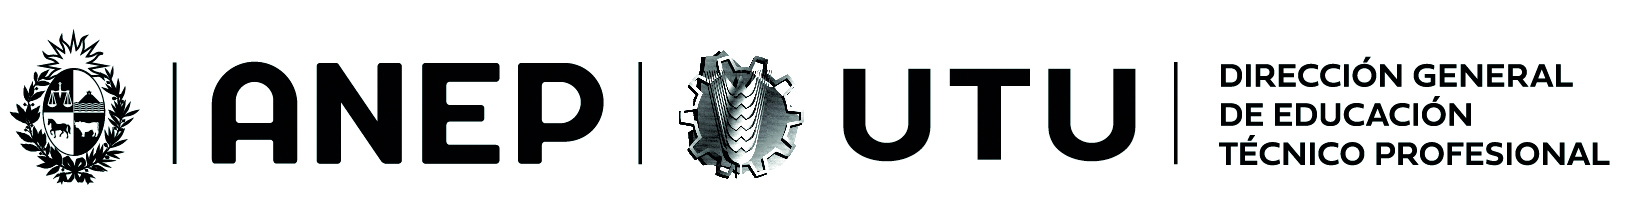 ANEP
UTU
DIRECCIÓN GENERAL
DE EDUCACIÓN
TÉCNICO PROFESIONAL